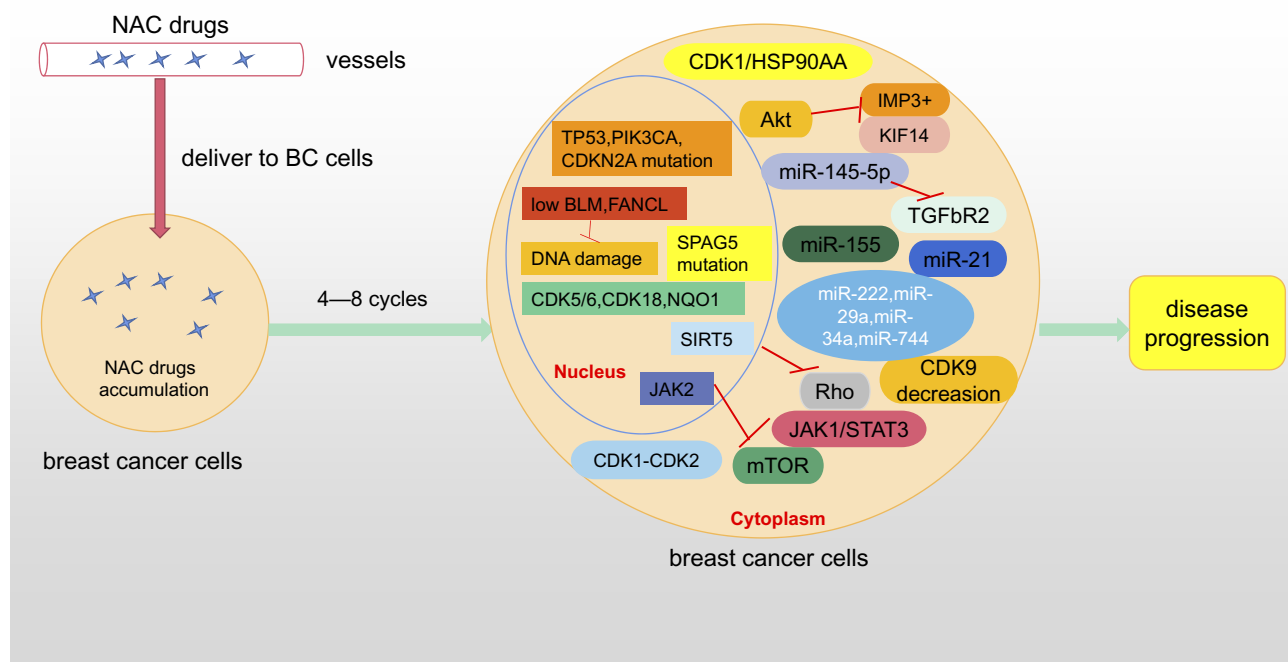 NAC drugs
vessels
deliver to BC cells
NAC drugs
accumulation
breast cancer cells
4—8 cycles
CDK1/HSP90AA
Akt
IMP3+
KIF14
TP53,PIK3CA,
CDKN2A mutation
miR-145-5p
low BLM,FANCL
TGFbR2
SPAG5
mutation
miR-155
DNA damage
miR-21
CDK5/6,CDK18,NQO1
miR-222,miR-
29a,miR-
34a,miR-744
SIRT5
Nucleus
CDK9
decreasion
JAK2
Rho
JAK1/STAT3
CDK1-CDK2
mTOR
Cytoplasm
breast cancer cells
disease
progression